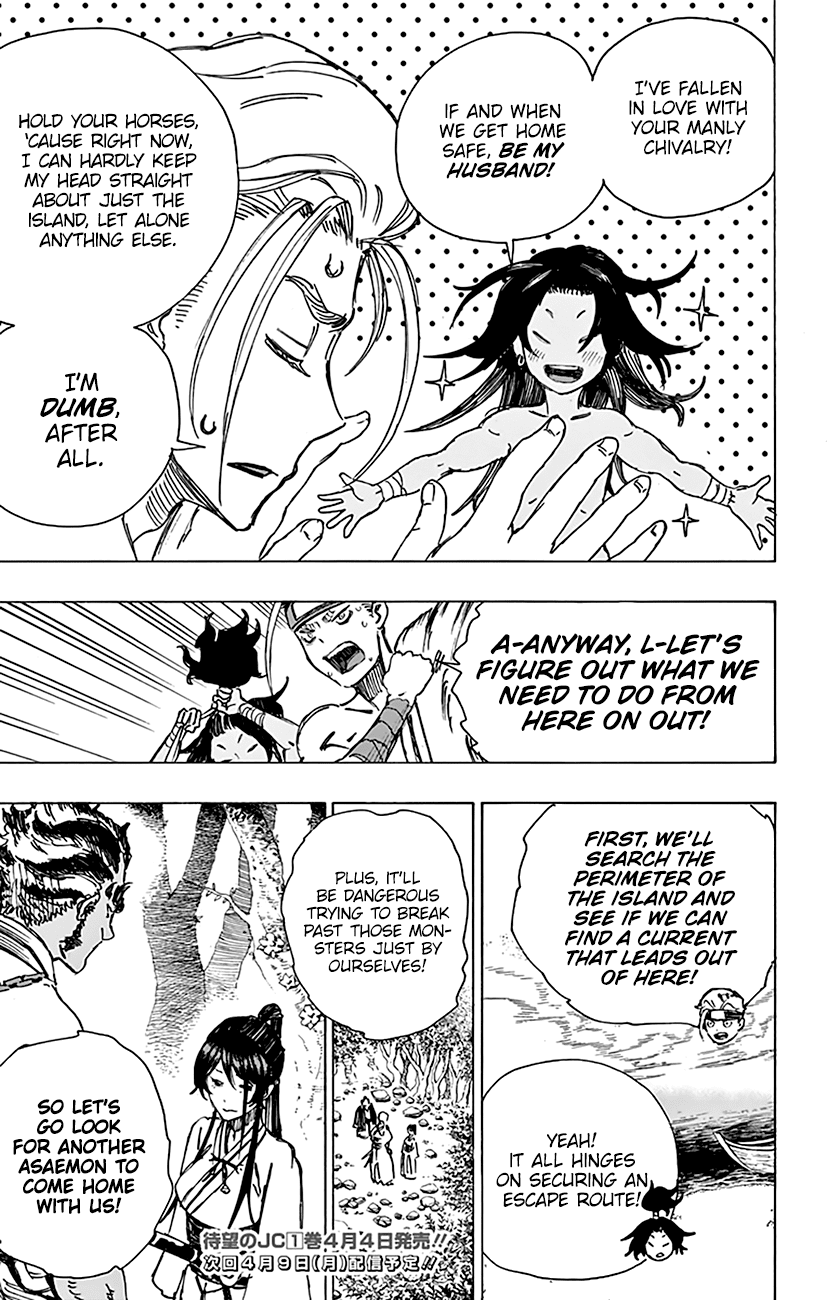 I'VE FALLEN
IN LOVE WITH
YOUR MANLY
CHIVALRY!
IF AND WHEN
WE GET HOME
SAFE, BE MY
HUSBAND!
HOLD YOUR HORSES,
'CAUSE RIGHT NOW,
I CAN HARDLY KEEP
MY HEAD STRAIGHT
ABOUT JUST THE
ISLAND, LET ALONE
ANYTHING ELSE.
I'M
DUMB,
AFTER
ALL.
A-ANYWAY, L-LET'S
FIGURE OUT WHAT WE
NEED TO DO FROM
HERE ON OUT!
FIRST, WE'LL
SEARCH THE
PERIMETER OF
THE ISLAND AND
SEE IF WE CAN
FIND A CURRENT
THAT LEADS OUT
OF HERE!
YEAH!
IT ALL HINGES
ON SECURING AN
ESCAPE ROUTE!
PLUS, IT'LL
BE DANGEROUS
TRYING TO BREAK
PAST THOSE MON-
STERS JUST BY
OURSELVES!
SO LET'S
GO LOOK
FOR ANOTHER
ASAEMON TO
COME HOME
WITH US!
待望のJC1巻4月4日発売!!
次回4月9日(月)配信予定!!